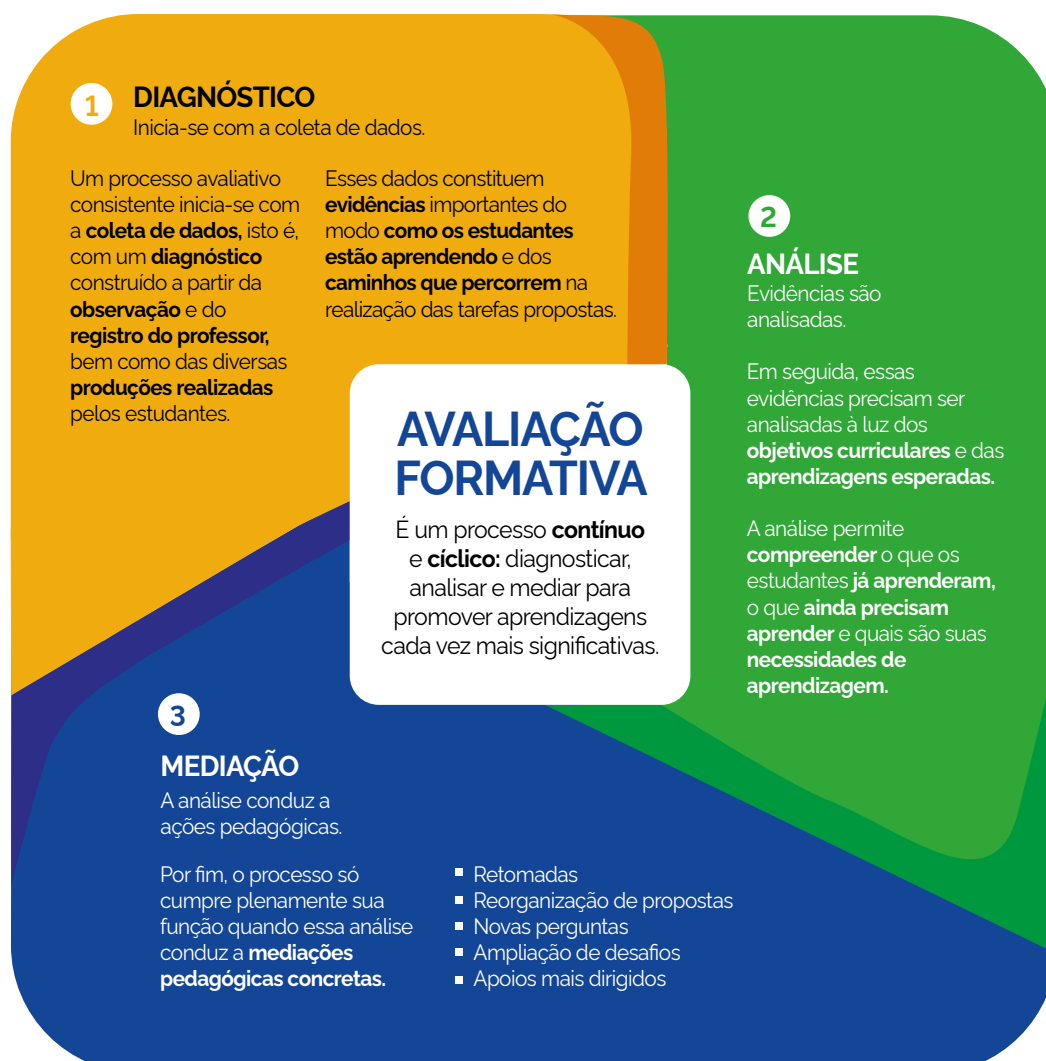 1
DIAGNÓSTICO
Inicia-se com a coleta de dados.
Um processo avaliativo
consistente inicia-se com
a coleta de dados, isto é,
com um diagnóstico
construído a partir da
observação e do
registro do professor,
bem como das diversas
produções realizadas
pelos estudantes.
Esses dados constituem
evidências importantes do
modo como os estudantes
estão aprendendo e dos
caminhos que percorrem na
realização das tarefas propostas.
2
ANÁLISE
Evidências são
analisadas.
Em seguida, essas
evidências precisam ser
analisadas à luz dos
objetivos curriculares e das
aprendizagens esperadas.
A análise permite
compreender o que os
estudantes já aprenderam,
o que ainda precisam
aprender e quais são suas
necessidades de
aprendizagem.
AVALIAÇÃO
FORMATIVA
É um processo contínuo
e cíclico: diagnosticar,
analisar e mediar para
promover aprendizagens
cada vez mais significativas.
3
MEDIAÇÃO
A análise conduz a
ações pedagógicas.
Por fim, o processo só
cumpre plenamente sua
função quando essa análise
conduz a mediações
pedagógicas concretas.
▪ Retomadas
▪ Reorganização de propostas
▪ Novas perguntas
▪ Ampliação de desafios
▪ Apoios mais dirigidos